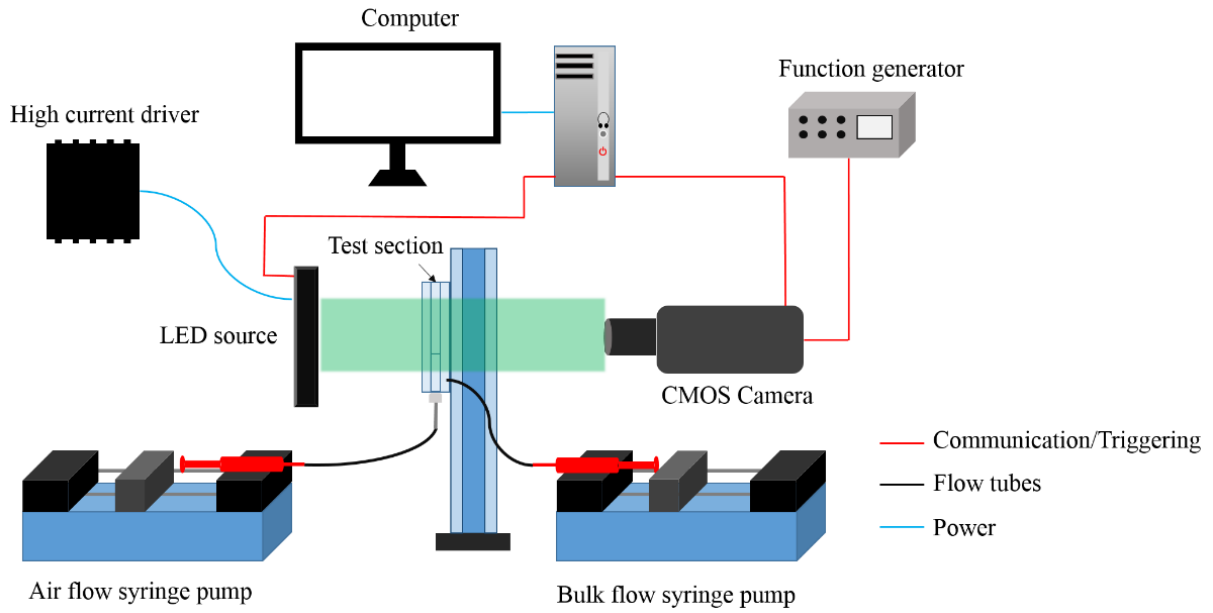 Computer
Function generator
High current driver
Test section
LED source
CMOS Camera
Communication/Triggering
Flow tubes
Power
Air flow syringe pump
Bulk flow syringe pump